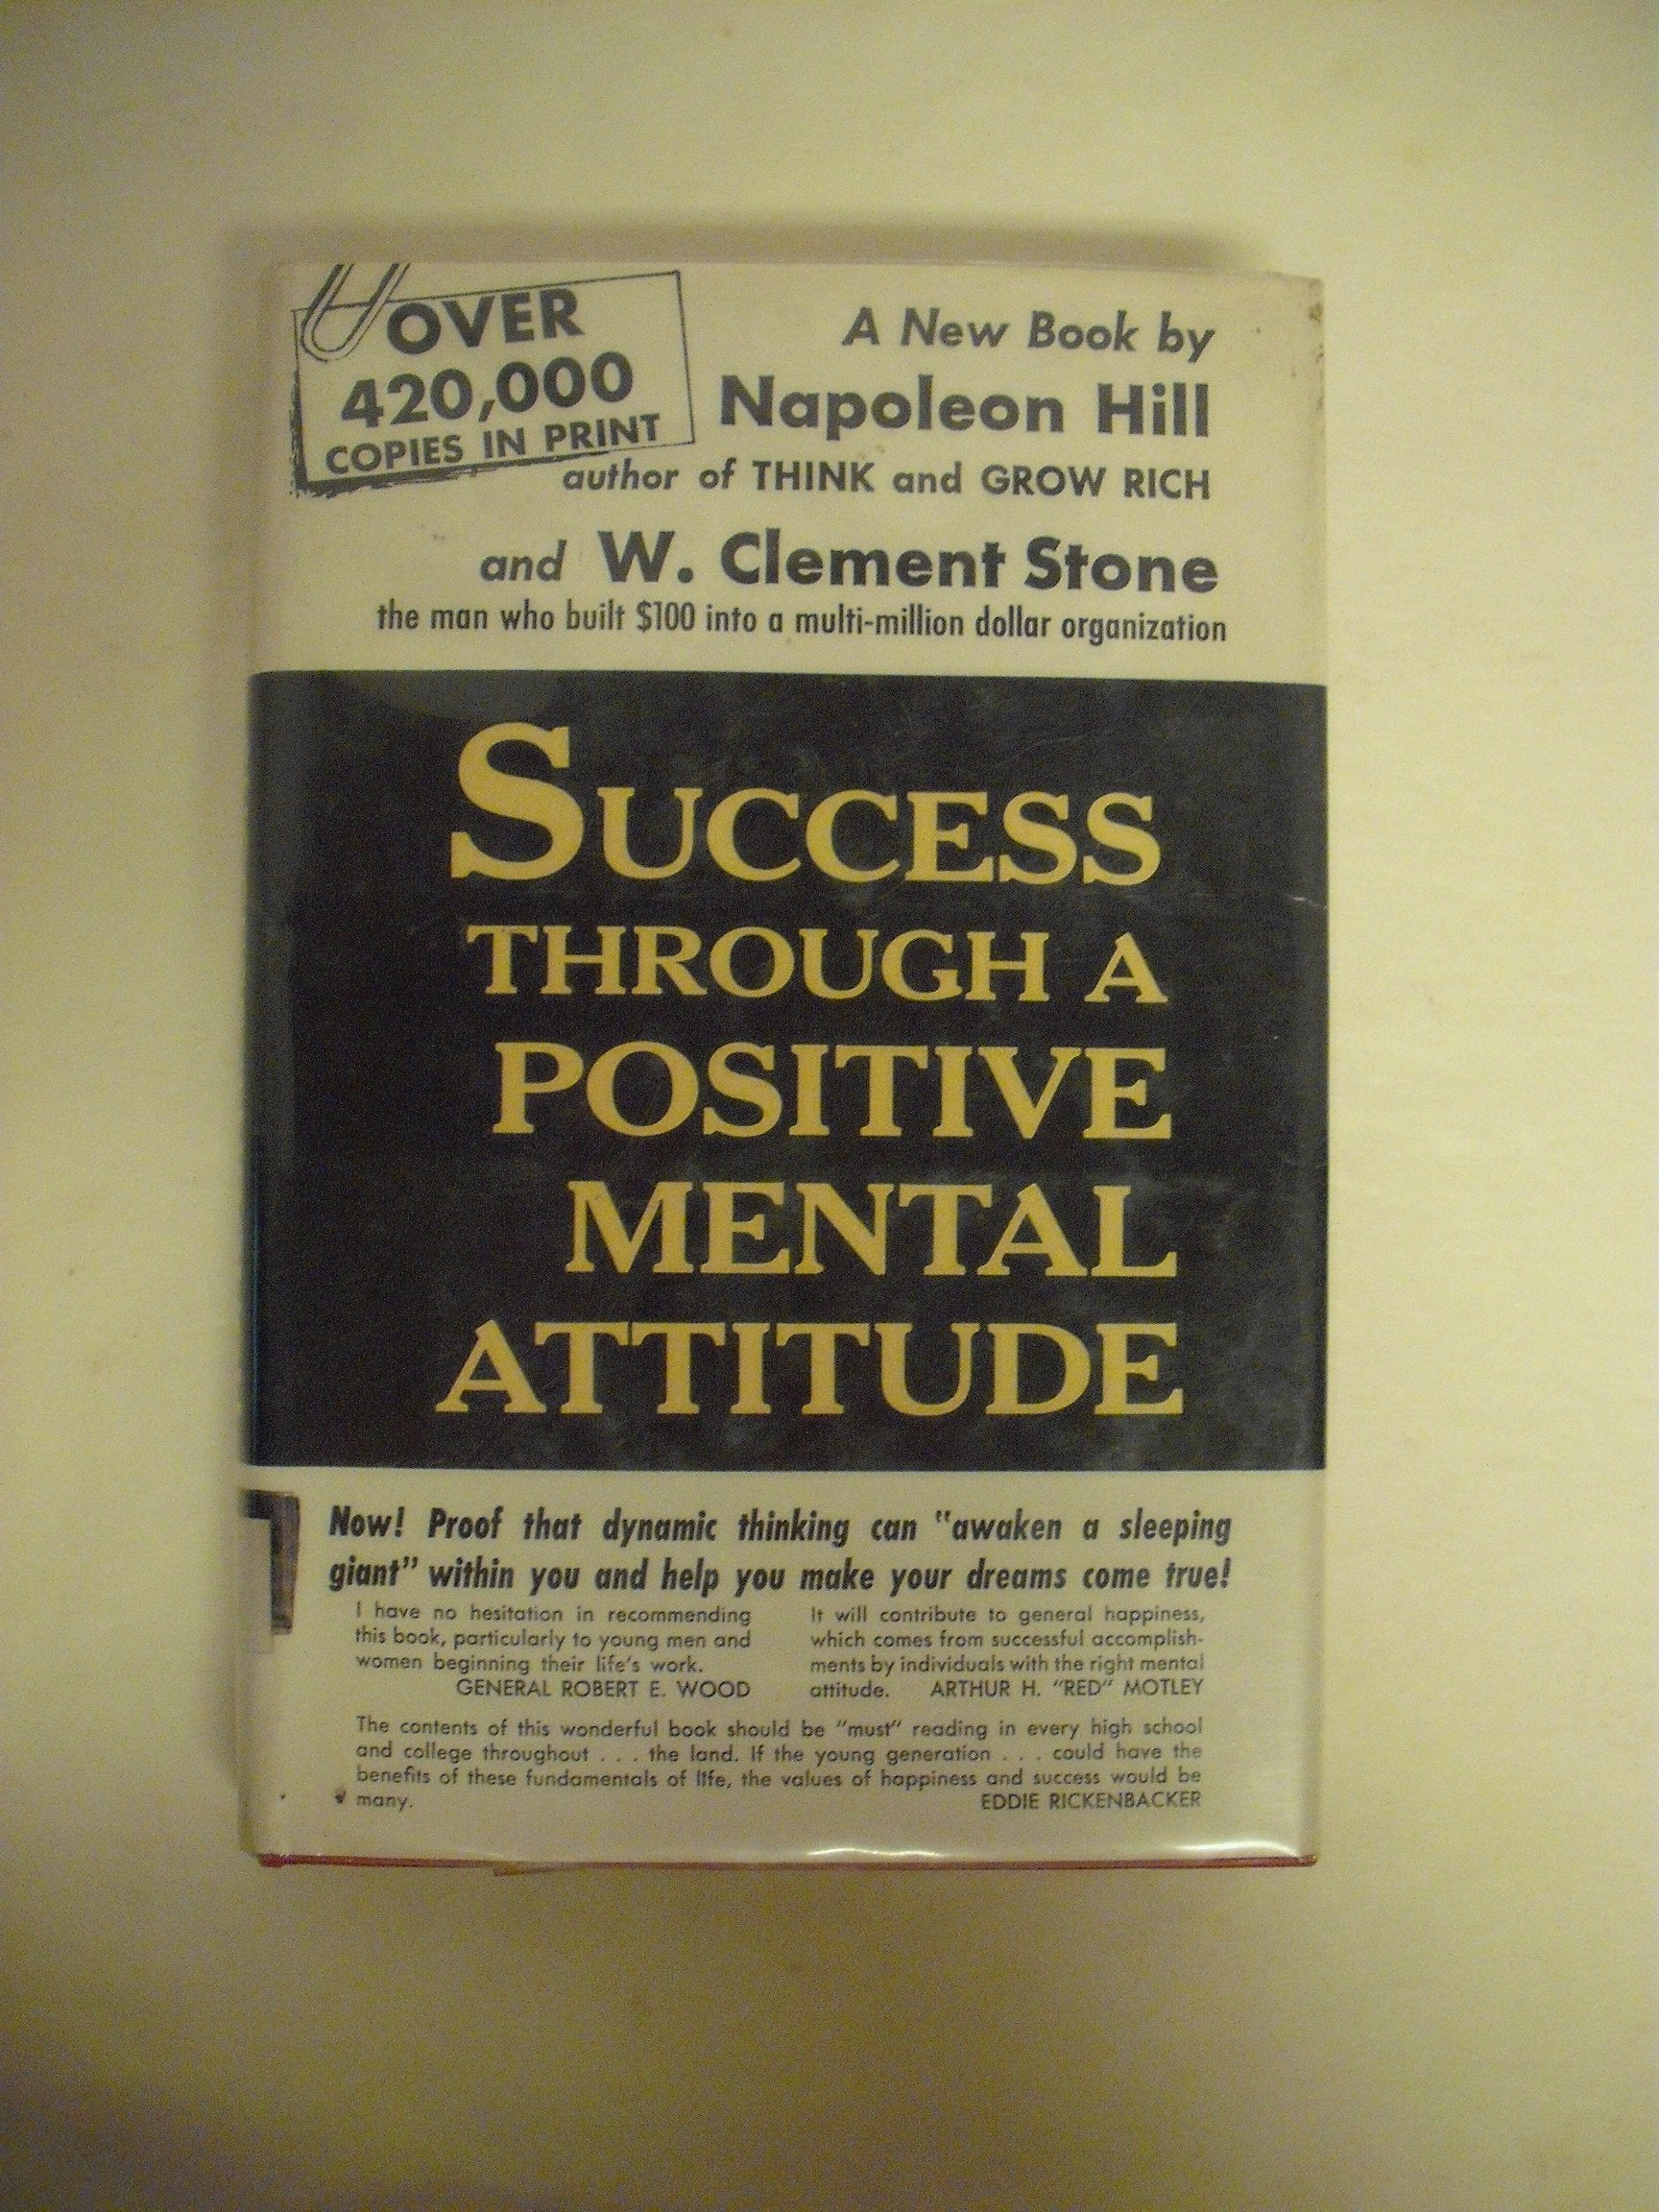 OVER
420,000
COPIES IN PRINT
A New Book by
Napoleon Hill
author of THINK and GROW RICH
and W. Clement Stone
the man who built $100 into a multi-million dollar organization
SUCCESS
THROUGH A
POSITIVE
MENTAL
ATTITUDE
Now! Proof that dynamic thinking can "awaken a sleeping
giant" within you and help you make your dreams come true!
I have no hesitation in recommending
this book, particularly to young men and
women beginning their life's work.
GENERAL ROBERT E. WOOD
It will contribute to general happiness,
which comes from successful accomplish-
ments by individuals with the right mental
attitude. ARTHUR H. "RED" MOTLEY
The contents of this wonderful book should be "must" reading in every high school
and college throughout . . . the land. If the young generation . . . could have the
benefits of these fundamentals of life, the values of happiness and success would be
many. EDDIE RICKENBACKER